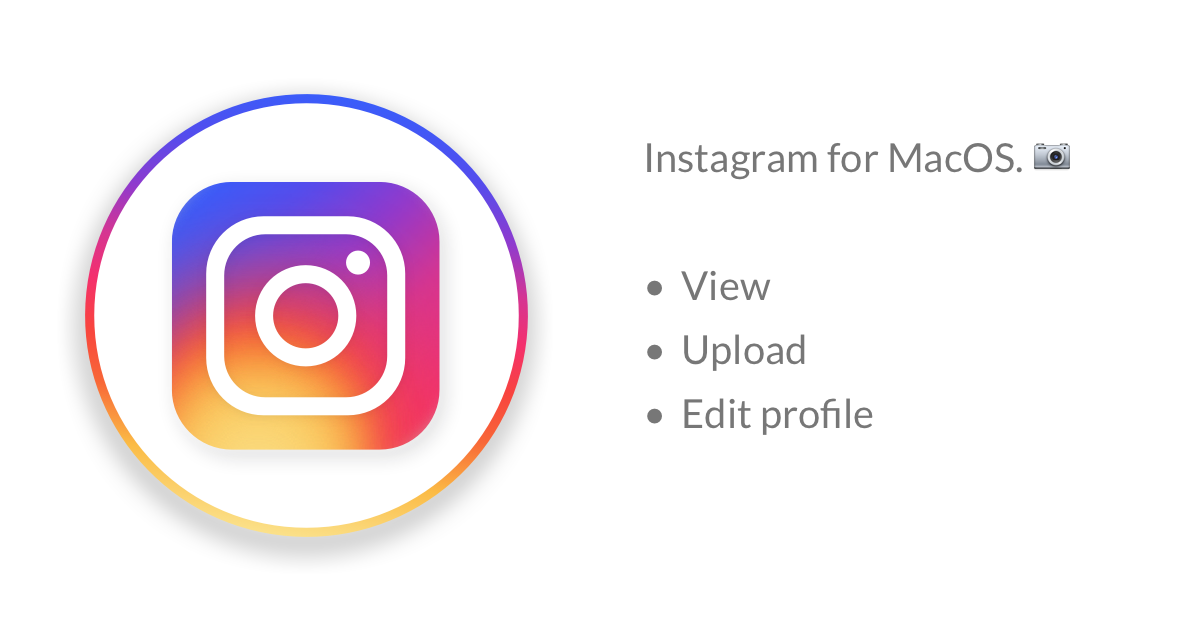 Instagram for MacOS. 📷
• View
• Upload
• Edit profile